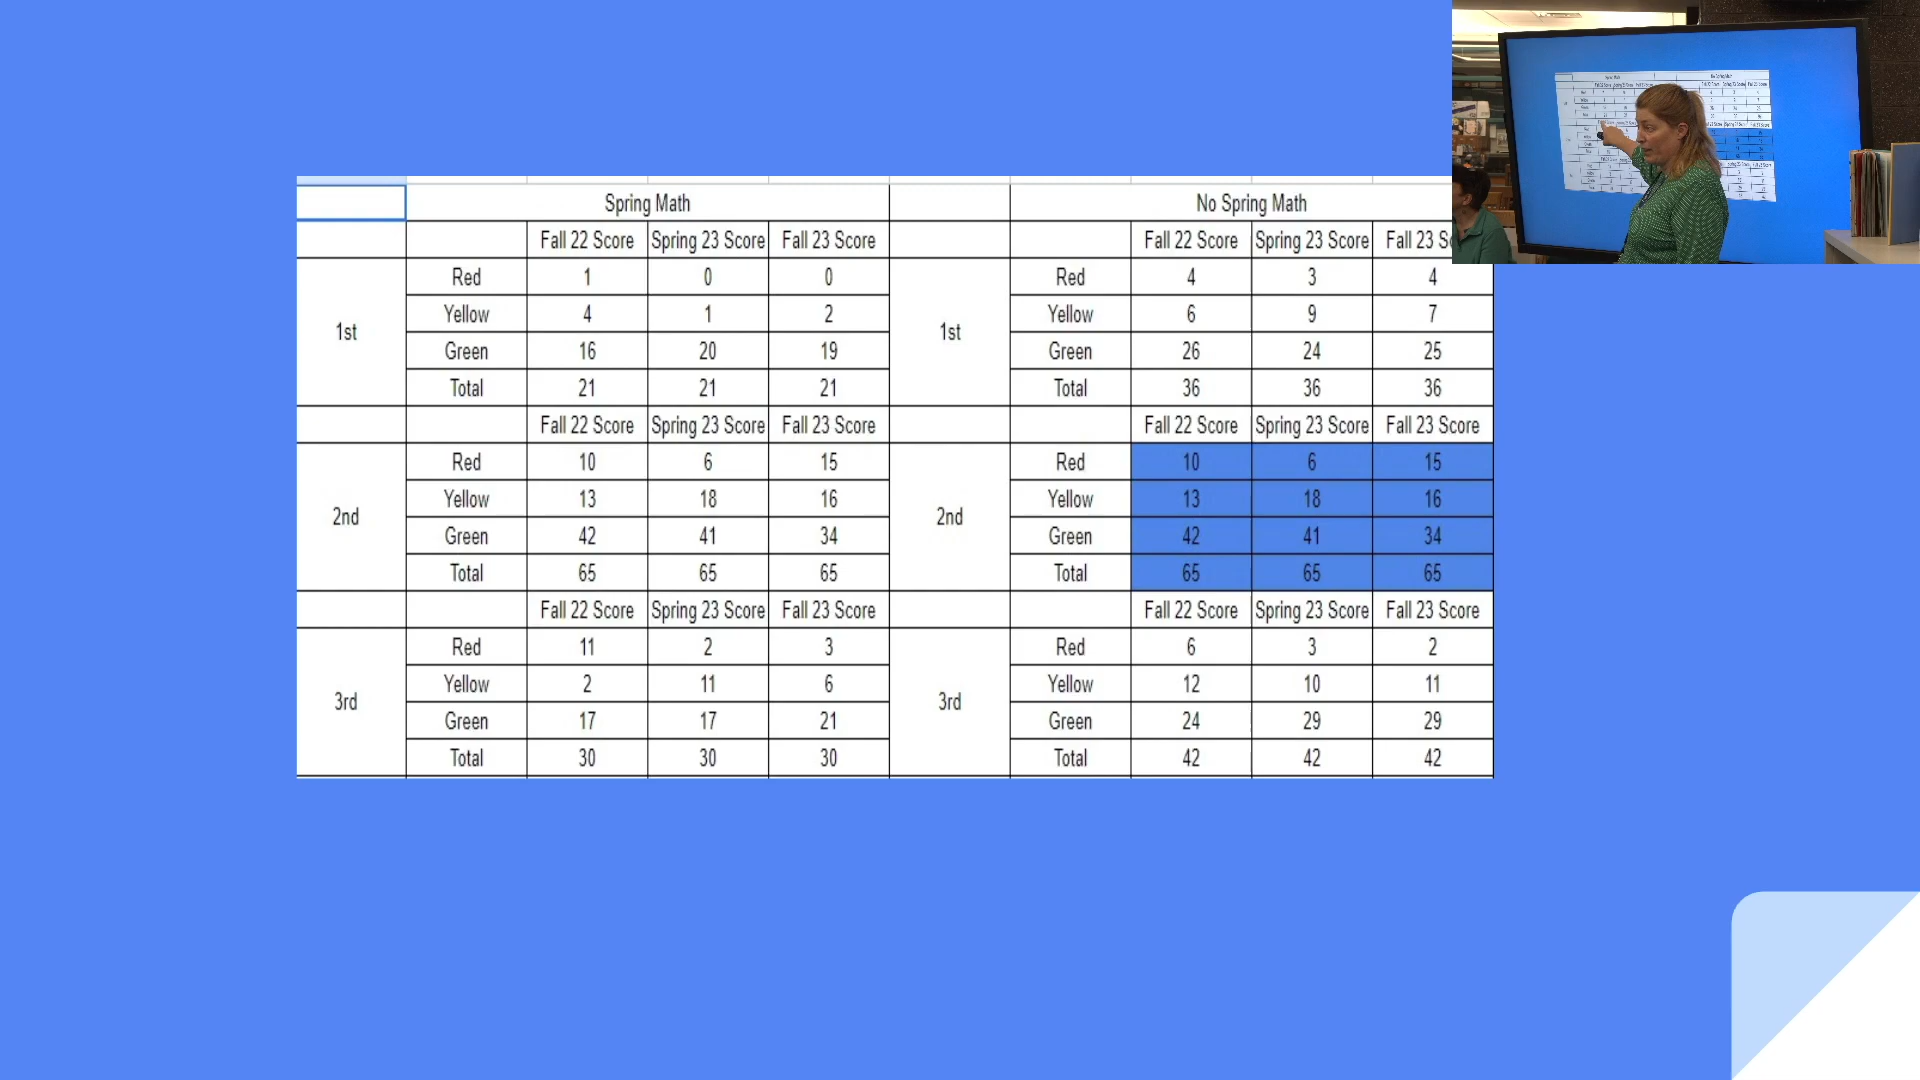 Spring Math No Spring Math
Fall 22 Score Spring 23 Score Fall 23 Score Fall 22 Score Spring 23 Score Fall 23 S
1st Red 1 0 0 1st Red 4 3 4
Yellow 4 1 2 Yellow 6 9 7
Green 16 20 19 Green 26 24 25
Total 21 21 21 Total 36 36 36
Fall 22 Score Spring 23 Score Fall 23 Score Fall 22 Score Spring 23 Score Fall 23 Score
2nd Red 10 6 15 2nd Red 10 6 15
Yellow 13 18 16 Yellow 13 18 16
Green 42 41 34 Green 42 41 34
Total 65 65 65 Total 65 65 65
Fall 22 Score Spring 23 Score Fall 23 Score Fall 22 Score Spring 23 Score Fall 23 Score
3rd Red 11 2 3 3rd Red 6 3 2
Yellow 2 11 6 Yellow 12 10 11
Green 17 17 21 Green 24 29 29
Total 30 30 30 Total 42 42 42